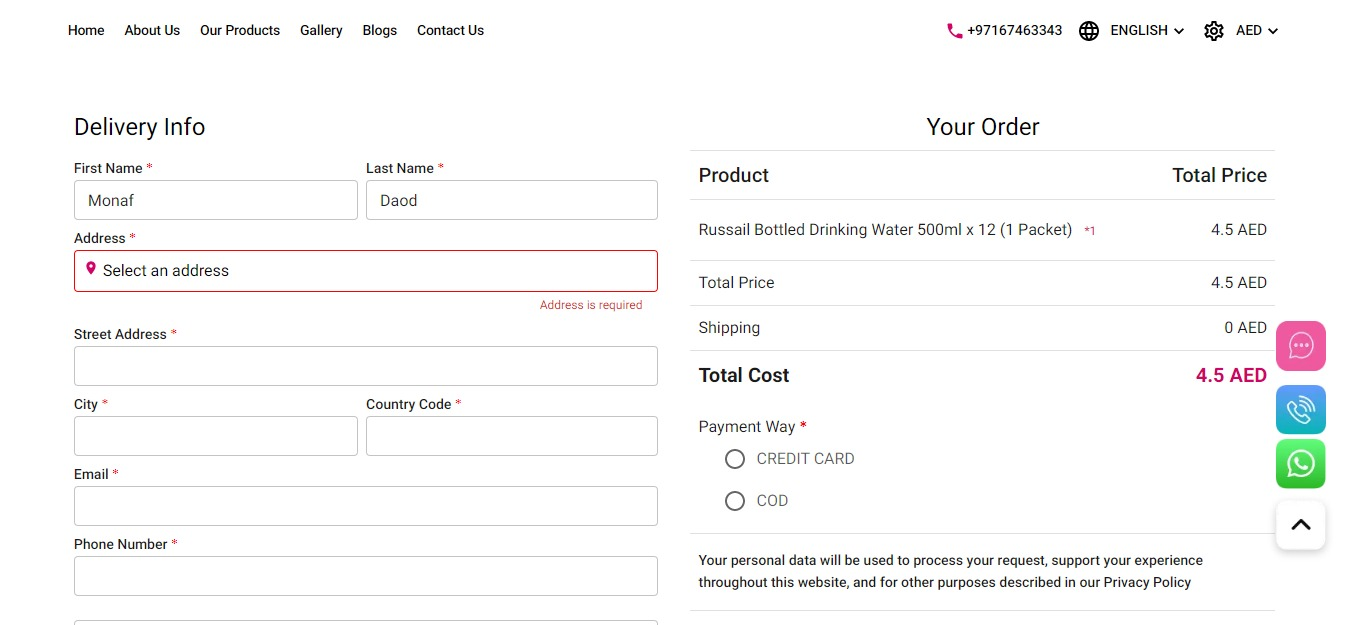 Home About Us Our Products Gallery Blogs Contact Us +97167463343 ENGLISH AED
Delivery Info
First Name * Last Name *
Monaf Daod
Address *
Select an address
Address is required
Street Address *
City * Country Code *
Email *
Phone Number *
Your Order
Product Total Price
Russail Bottled Drinking Water 500ml x 12 (1 Packet) *1 4.5 AED
Total Price 4.5 AED
Shipping 0 AED
Total Cost 4.5 AED
Payment Way *
CREDIT CARD
COD
Your personal data will be used to process your request, support your experience
throughout this website, and for other purposes described in our Privacy Policy